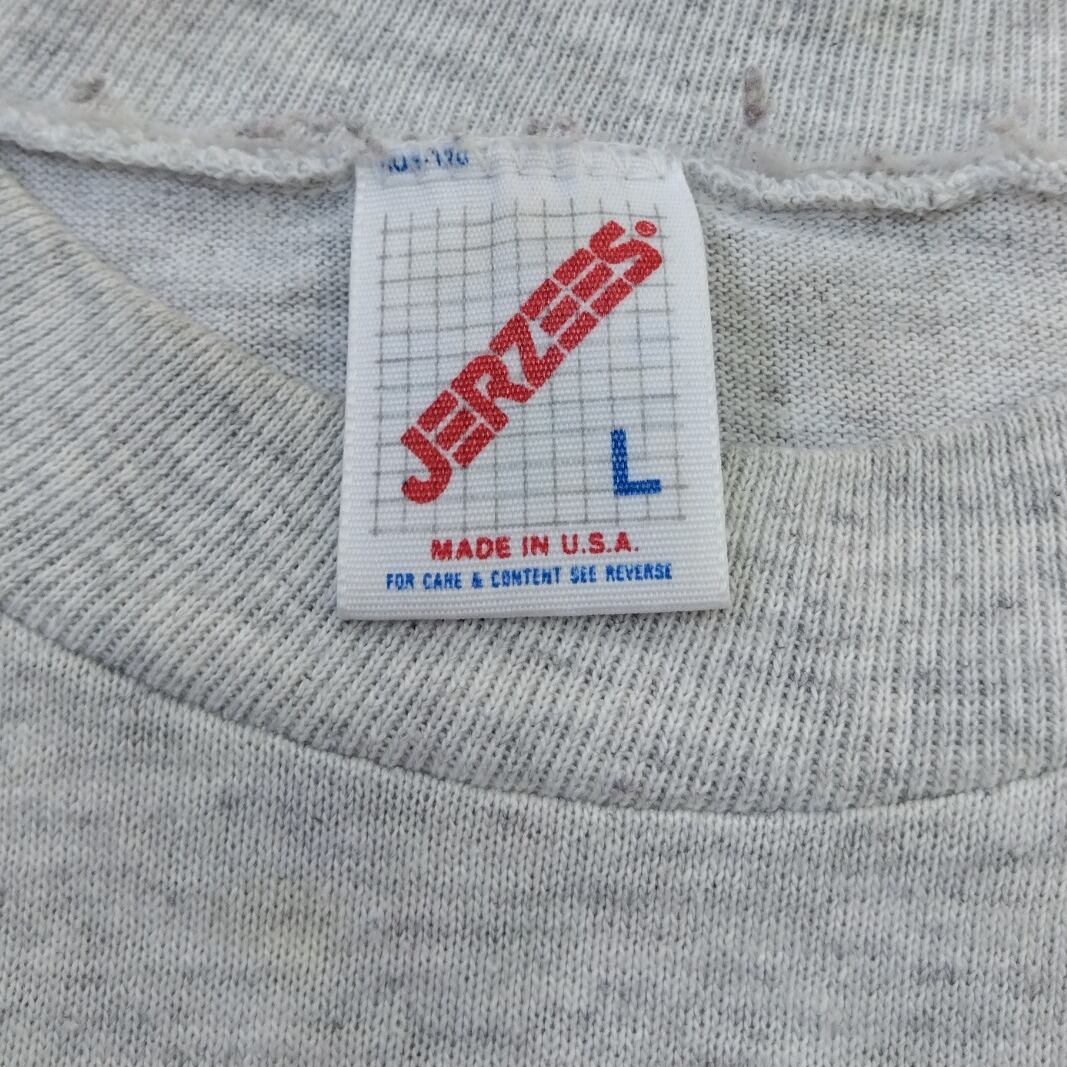 JERZEES®
L
MADE IN U.S.A.
FOR CARE & CONTENT SEE REVERSE